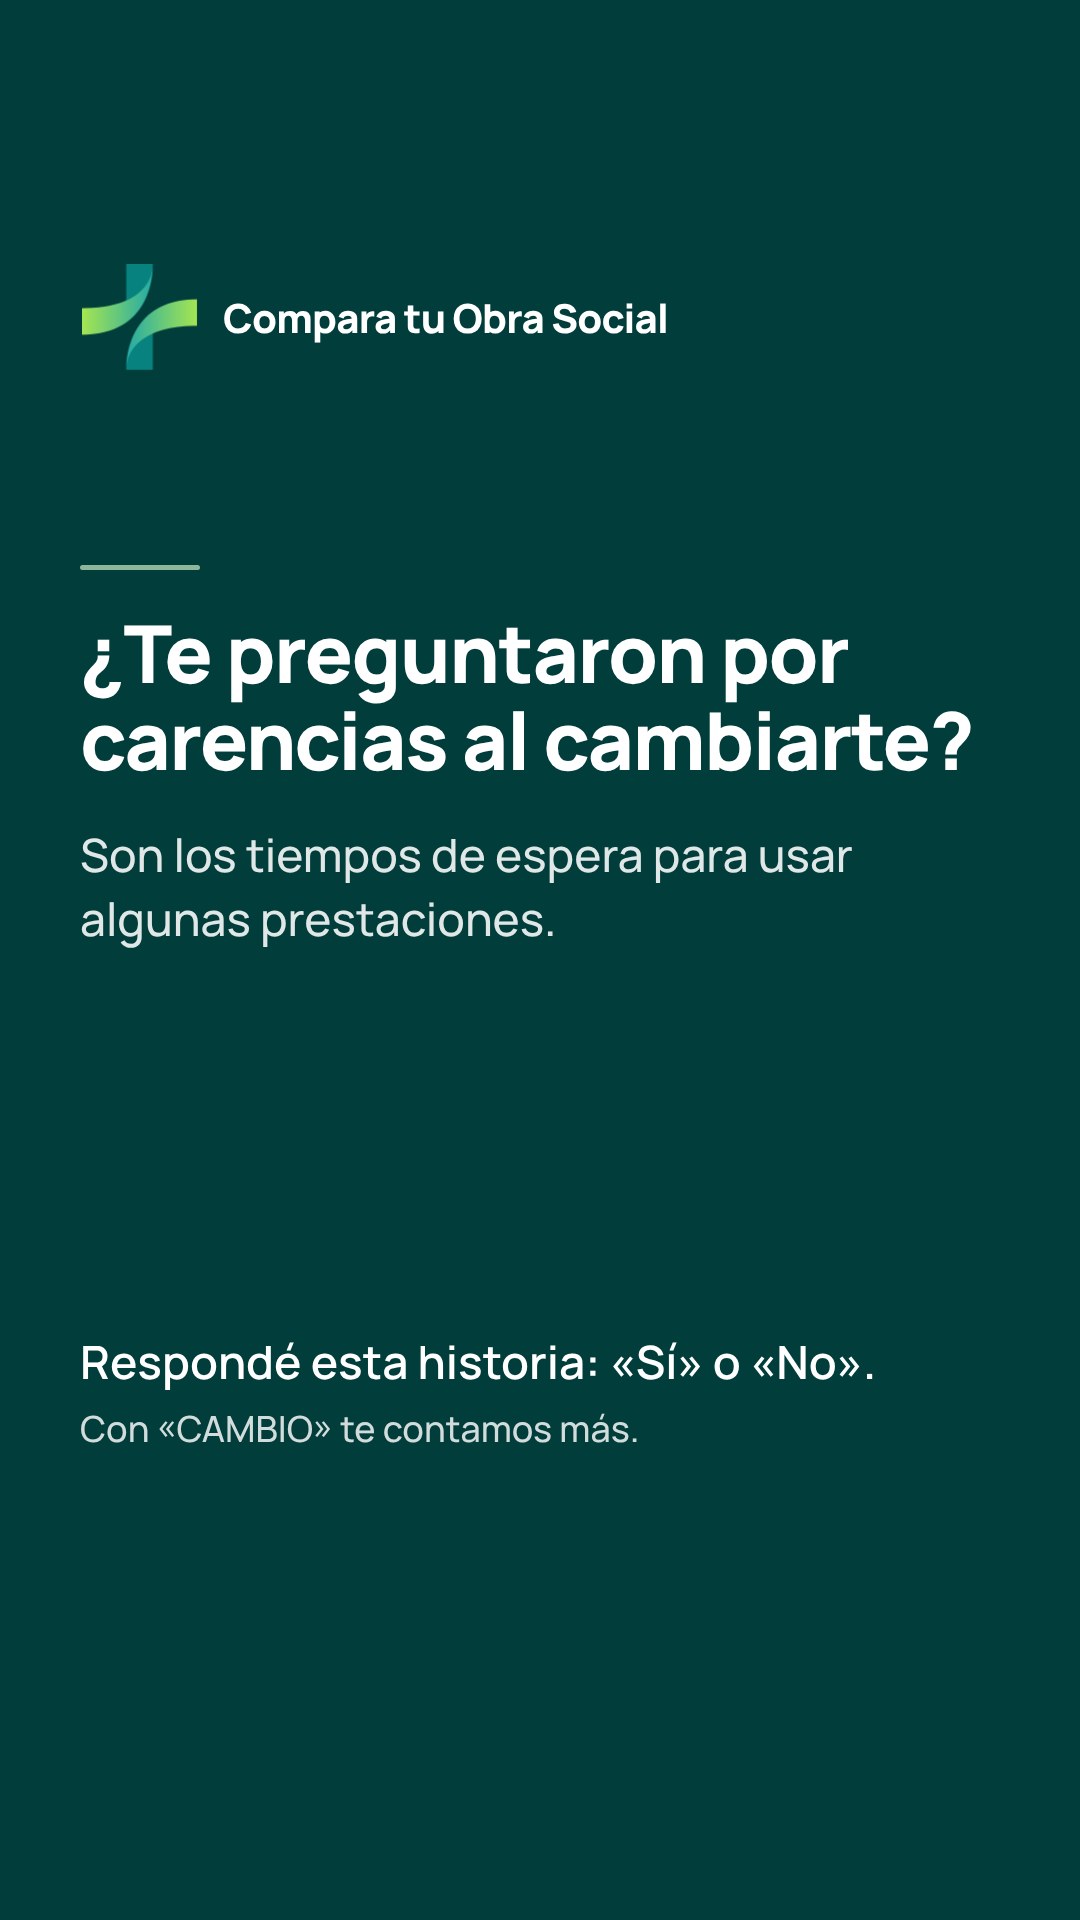 Compara tu Obra Social
¿Te preguntaron por
carencias al cambiarte?
Son los tiempos de espera para usar
algunas prestaciones.
Respondé esta historia: «Sí» o «No».
Con «CAMBIO» te contamos más.